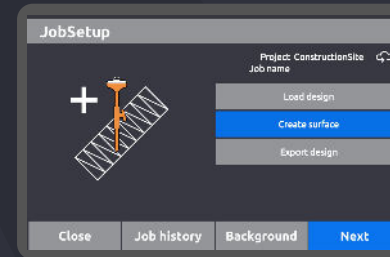 JobSetup
Project: ConstructionSite
Job name
Load design
Create surface
Export design
Close
Job history
Background
Next